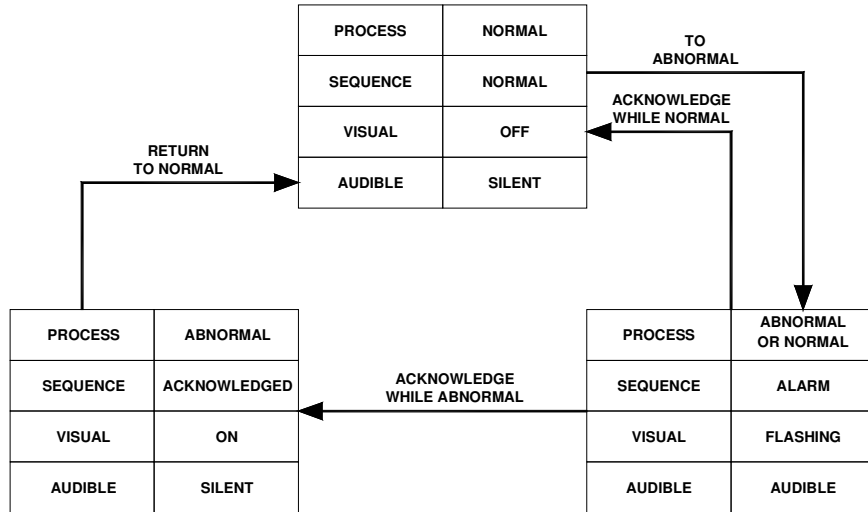 PROCESS NORMAL
SEQUENCE NORMAL
VISUAL OFF
AUDIBLE SILENT
TO
ABNORMAL
ACKNOWLEDGE
WHILE NORMAL
RETURN
TO NORMAL
PROCESS ABNORMAL
SEQUENCE ACKNOWLEDGED
VISUAL ON
AUDIBLE SILENT
ACKNOWLEDGE
WHILE ABNORMAL
PROCESS ABNORMAL
OR NORMAL
SEQUENCE ALARM
VISUAL FLASHING
AUDIBLE AUDIBLE